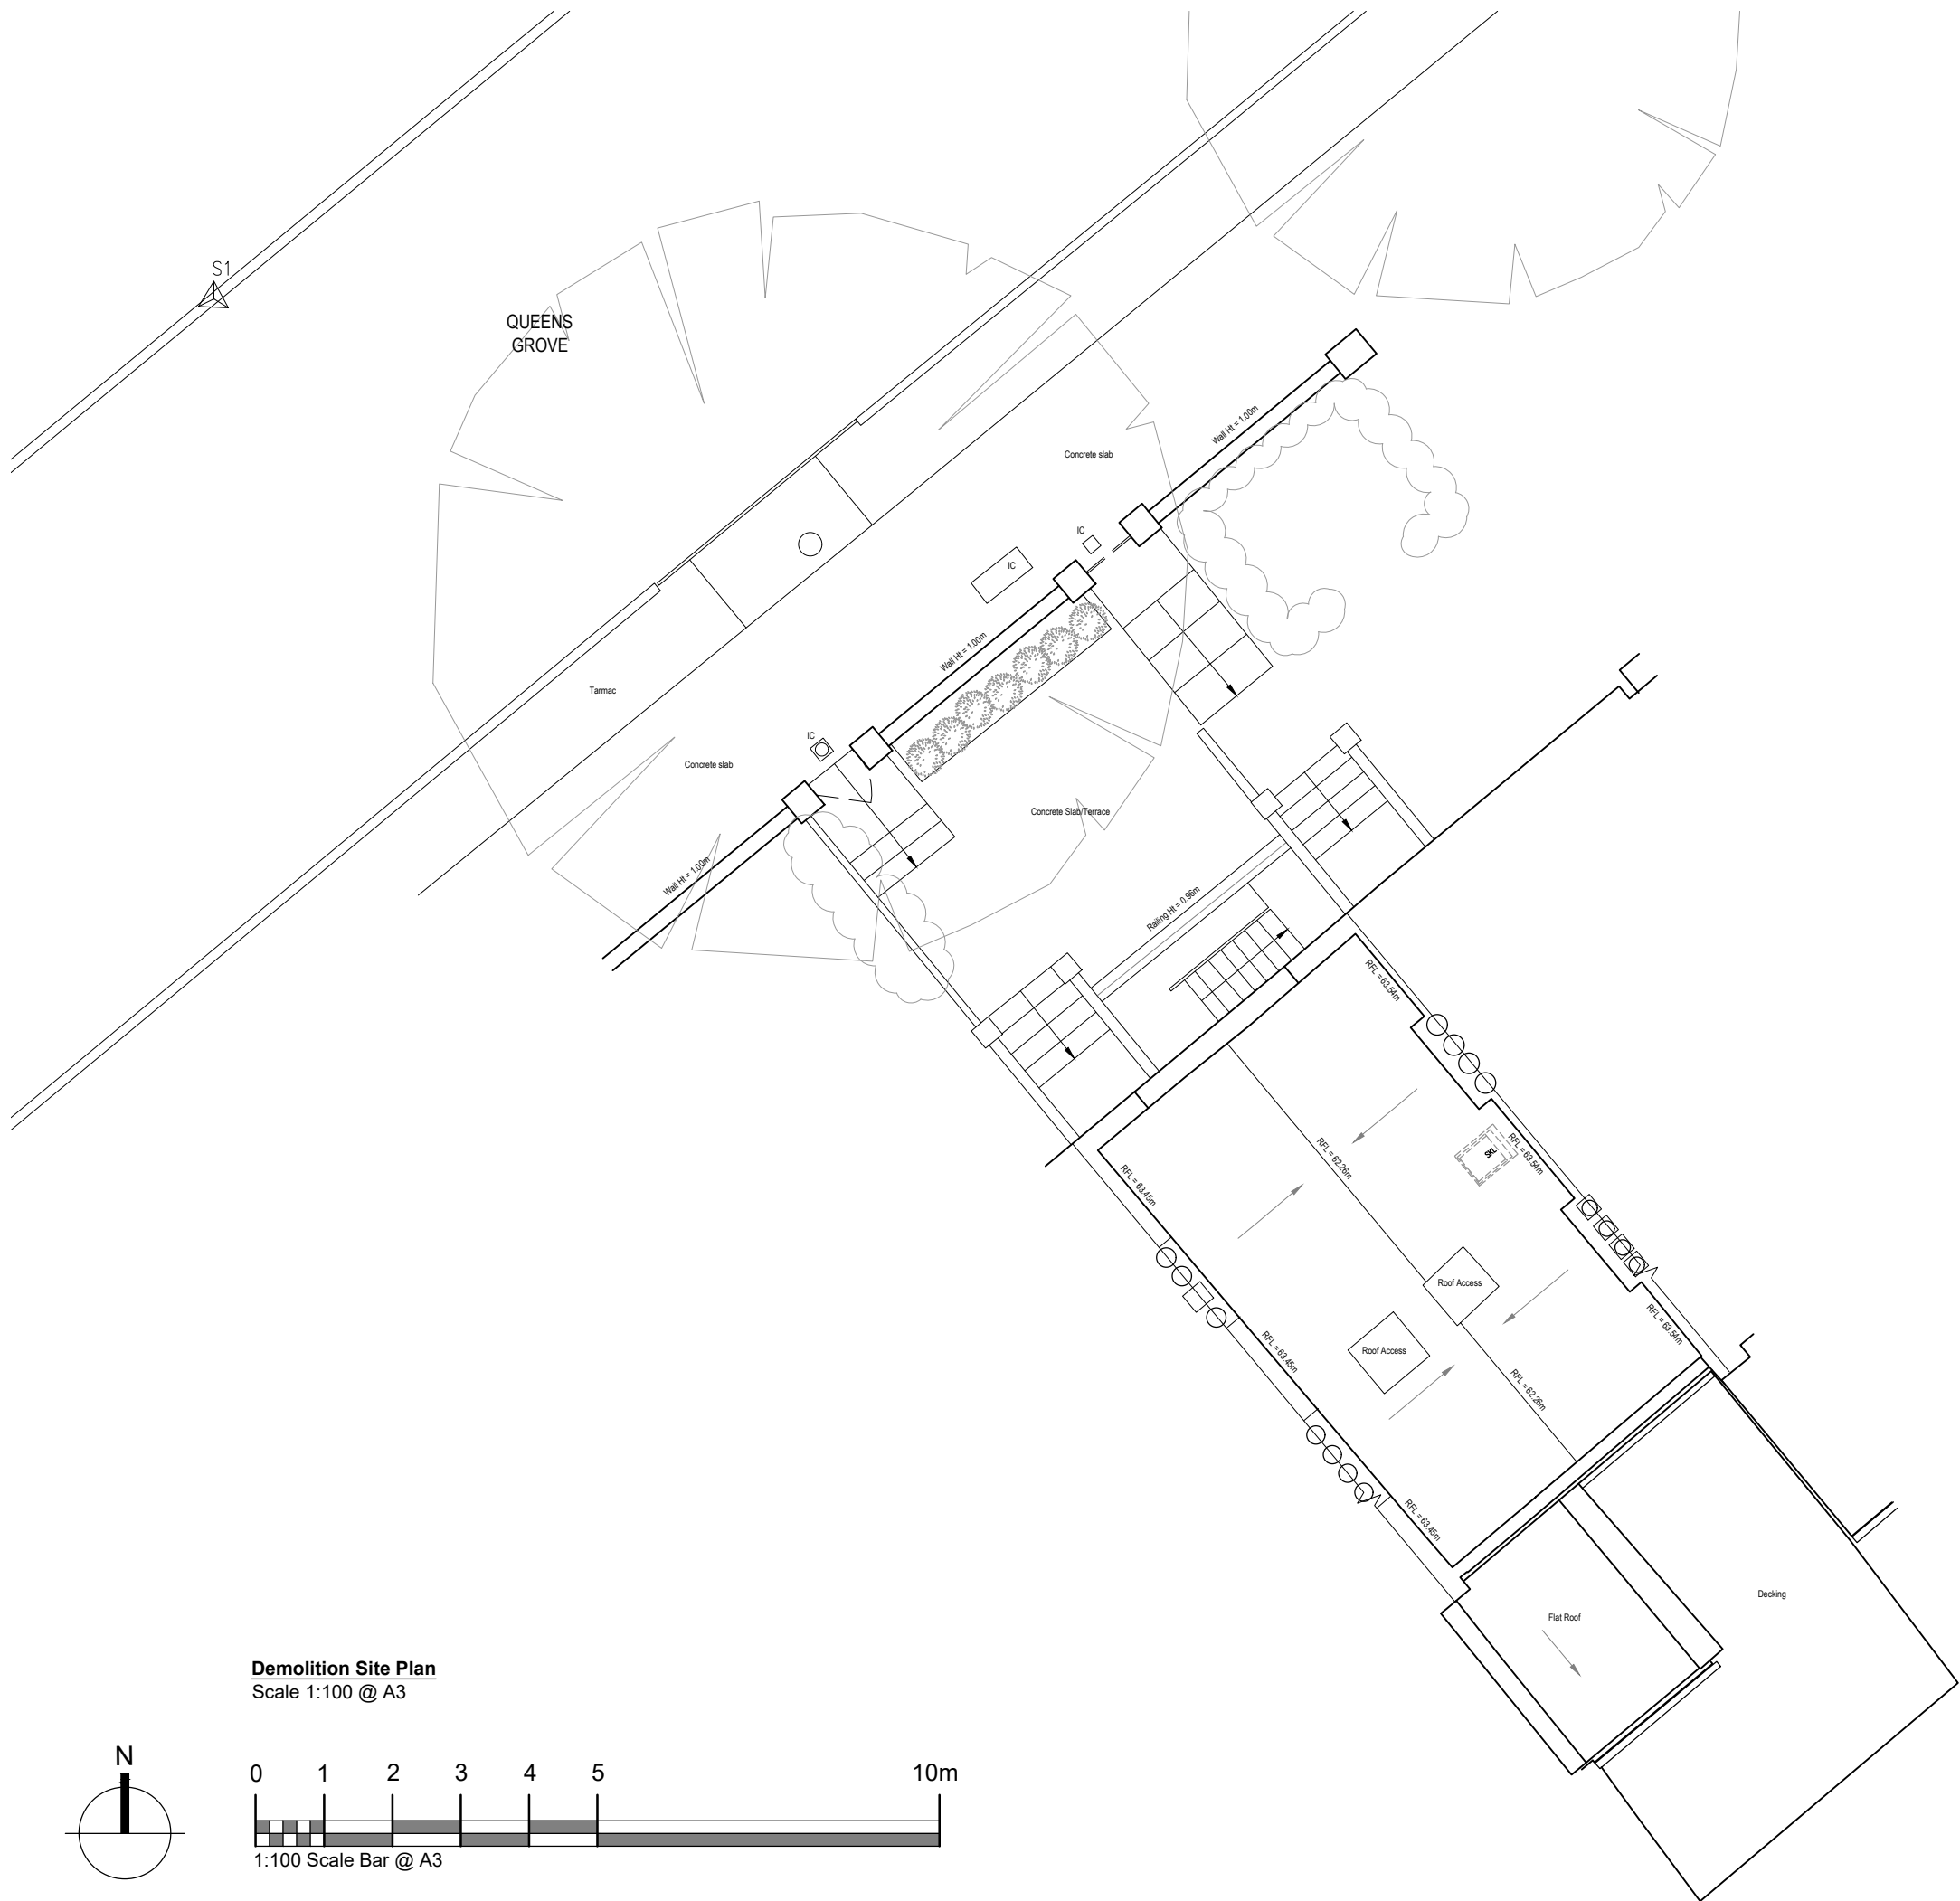 S1
QUEENS
GROVE
Wall Ht = 1.00m
Concrete slab
IC
IC
Wall Ht = 1.00m
Tarmac
IC
Concrete slab
Concrete Slab/Terrace
Wall Ht = 1.00m
Railing Ht = 0.96m
RFL = 63.54m
RFL = 62.26m
SKL
RFL = 63.54m
RFL = 63.45m
Roof Access
RFL = 63.54m
RFL = 63.45m
Roof Access
RFL = 62.26m
RFL = 63.45m
Decking
Flat Roof
Demolition Site Plan
Scale 1:100 @ A3
N
0 1 2 3 4 5 10m
1:100 Scale Bar @ A3